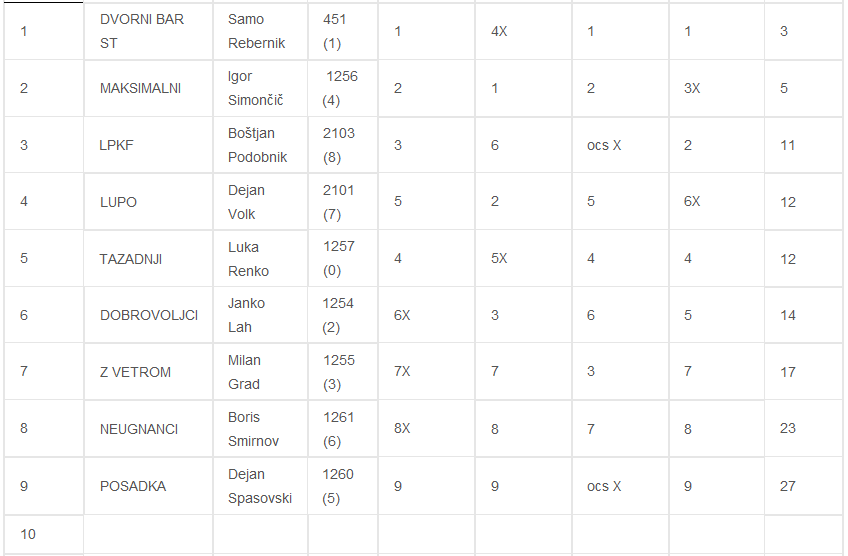 1 DVORNI BAR ST Samo Rebernik 451 (1) 1 4X 1 1 3
2 MAKSIMALNI Igor Simončič 1256 (4) 2 1 2 3X 5
3 LPKF Boštjan Podobnik 2103 (8) 3 6 ocs X 2 11
4 LUPO Dejan Volk 2101 (7) 5 2 5 6X 12
5 TAZADNJI Luka Renko 1257 (0) 4 5X 4 4 12
6 DOBROVOLJCI Janko Lah 1254 (2) 6X 3 6 5 14
7 Z VETROM Milan Grad 1255 (3) 7X 7 3 7 17
8 NEUGNANCI Boris Smirnov 1261 (6) 8X 8 7 8 23
9 POSADKA Dejan Spasovski 1260 (5) 9 9 ocs X 9 27
10